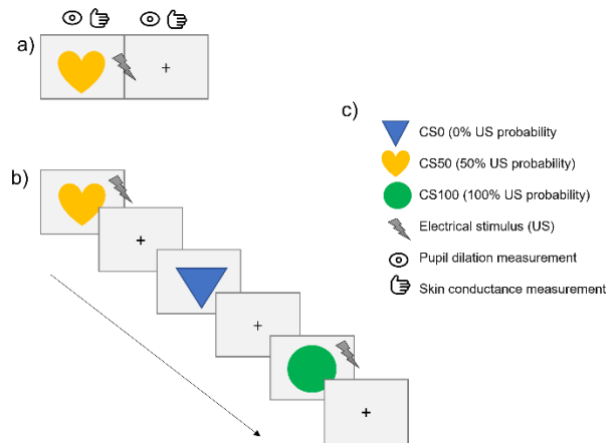 a)
b)
c)
CS0 (0% US probability
CS50 (50% US probability)
CS100 (100% US probability)
Electrical stimulus (US)
Pupil dilation measurement
Skin conductance measurement